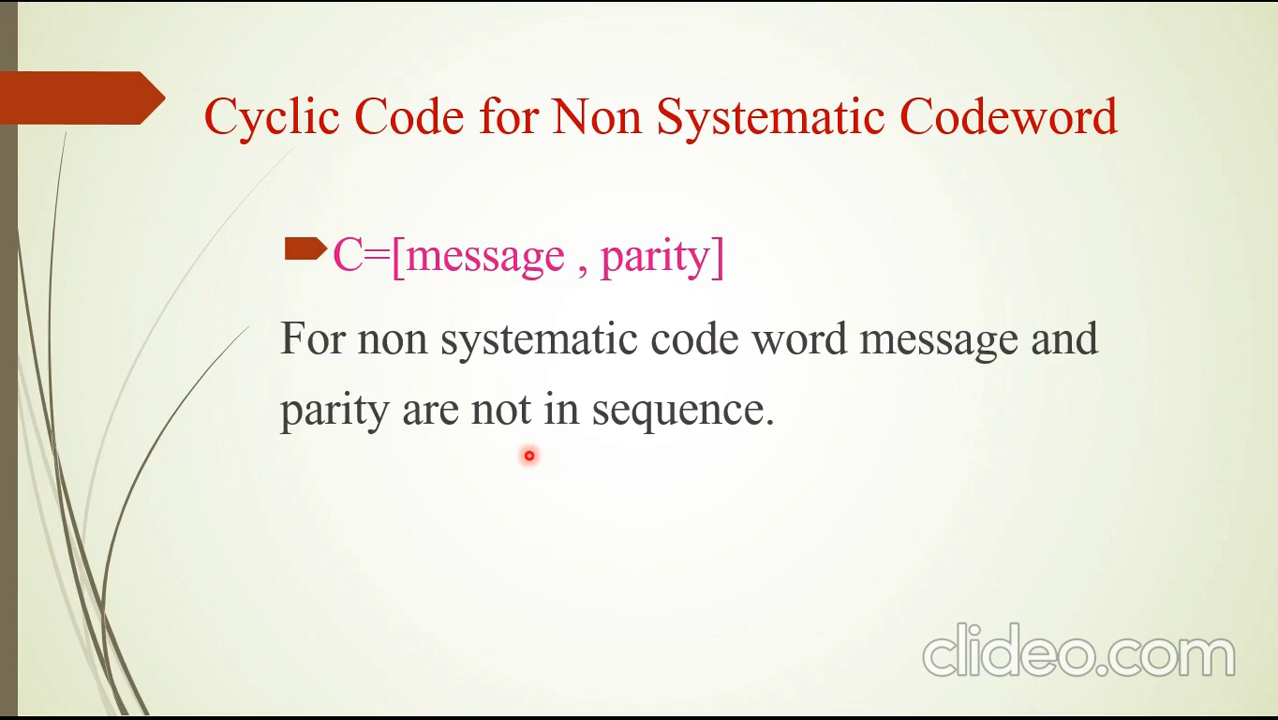 Cyclic Code for Non Systematic Codeword
C=[message , parity]
For non systematic code word message and
parity are not in sequence.
clideo.com